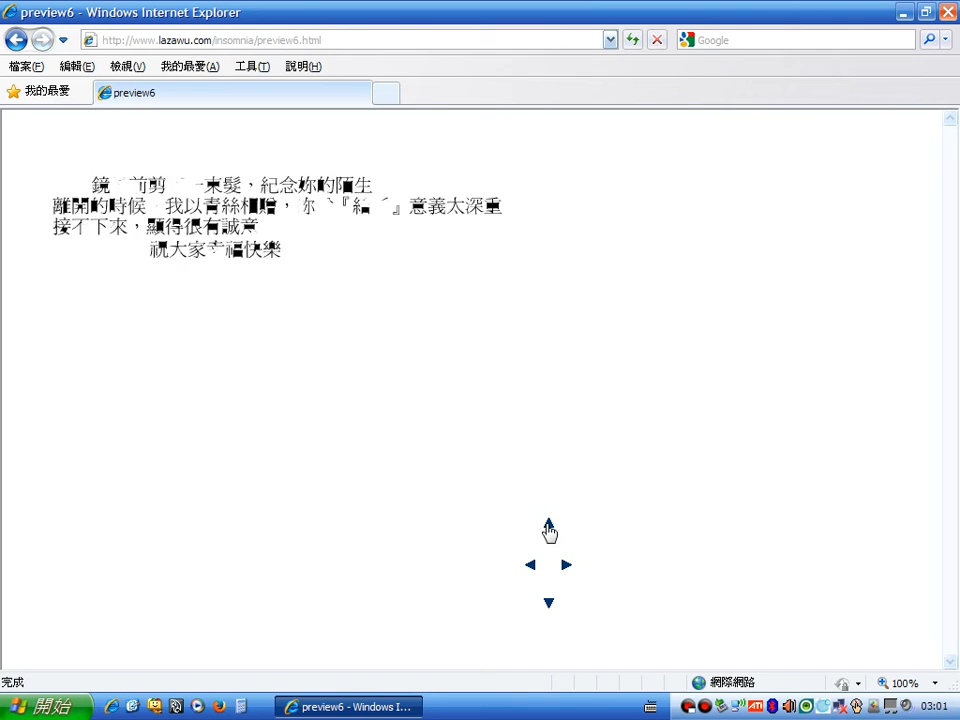 preview6 - Windows Internet Explorer
http://www.lazawu.com/insomnia/preview6.html
Google
檔案(F) 編輯(E) 檢視(V) 我的最愛(A) 工具(T) 說明(H)
我的最愛
preview6
鏡 前剪 一束髮、紀念妳的陌生
離開的時候 我以青絲相贈，妳 『結 』意義太深重
接不下來，顯得很有誠意
祝大家幸福快樂
完成
網際網路
100%
開始
preview6 - Windows I...
ATI
03:01